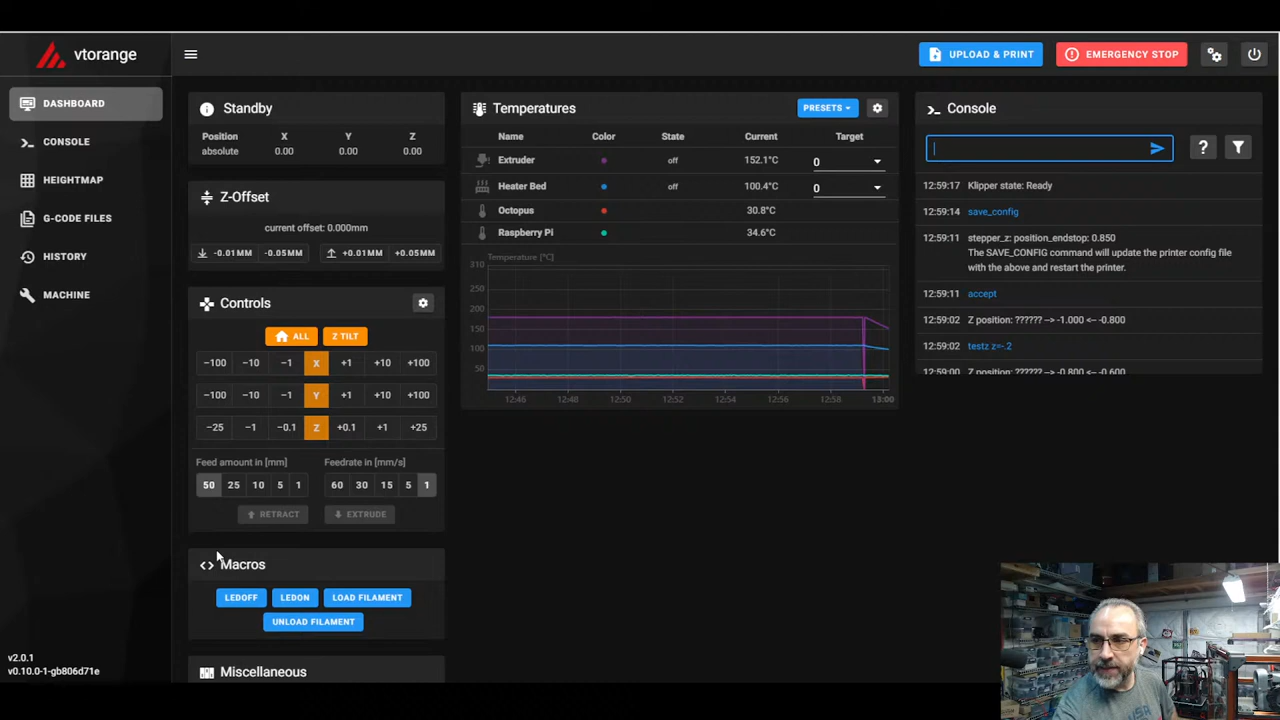 vtorange
UPLOAD & PRINT
EMERGENCY STOP
DASHBOARD
CONSOLE
HEIGHTMAP
G-CODE FILES
HISTORY
MACHINE
v2.0.1
v0.10.0-1-gb806d71e
Standby
Position X Y Z
absolute 0.00 0.00 0.00
Z-Offset
current offset: 0.000mm
-0.01MM -0.05MM +0.01MM +0.05MM
Controls
ALL Z TILT
−100 −10 −1 X +1 +10 +100
−100 −10 −1 Y +1 +10 +100
−25 −1 −0.1 Z +0.1 +1 +25
Feed amount in [mm] Feedrate in [mm/s]
50 25 10 5 1 60 30 15 5 1
RETRACT EXTRUDE
Macros
LEDOFF LEDON LOAD FILAMENT
UNLOAD FILAMENT
Miscellaneous
Temperatures PRESETS
Name Color State Current Target
Extruder off 152.1°C 0
Heater Bed off 100.4°C 0
Octopus 30.8°C
Raspberry Pi 34.6°C
Temperature [°C]
310
250
200
150
100
50
12:46 12:48 12:50 12:52 12:54 12:56 12:58 13:00
Console
?
12:59:17 Klipper state: Ready
12:59:14 save_config
12:59:11 stepper_z: position_endstop: 0.850
The SAVE_CONFIG command will update the printer config file
with the above and restart the printer.
12:59:11 accept
12:59:02 Z position: ?????? --> -1.000 <-- -0.800
12:59:02 testz z=-.2
12:59:00 Z position: ?????? --> -0.800 <-- -0.600